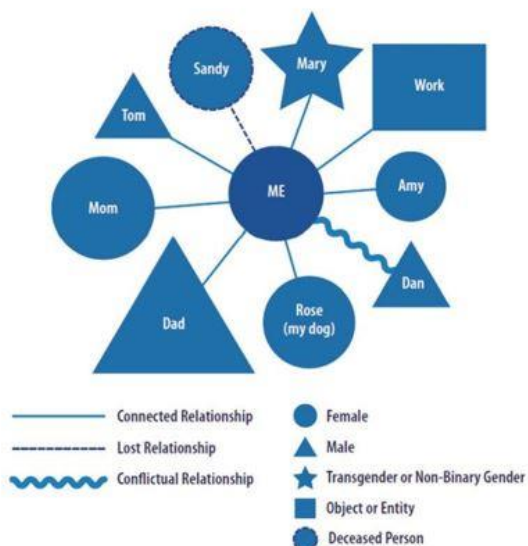 Sandy
Mary
Work
Tom
ME
Amy
Mom
Dan
Rose
(my dog)
Dad
Connected Relationship
Lost Relationship
Conflictual Relationship
Female
Male
Transgender or Non-Binary Gender
Object or Entity
Deceased Person